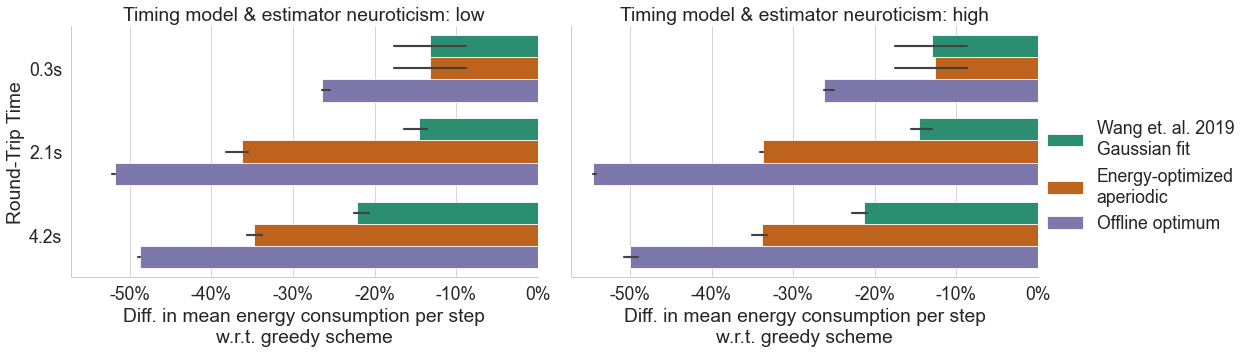 Timing model & estimator neuroticism: low
Timing model & estimator neuroticism: high
Round-Trip Time
0.3s
2.1s
4.2s
-50% -40% -30% -20% -10% 0%
Diff. in mean energy consumption per step
w.r.t. greedy scheme
-50% -40% -30% -20% -10% 0%
Diff. in mean energy consumption per step
w.r.t. greedy scheme
Wang et. al. 2019
Gaussian fit
Energy-optimized
aperiodic
Offline optimum